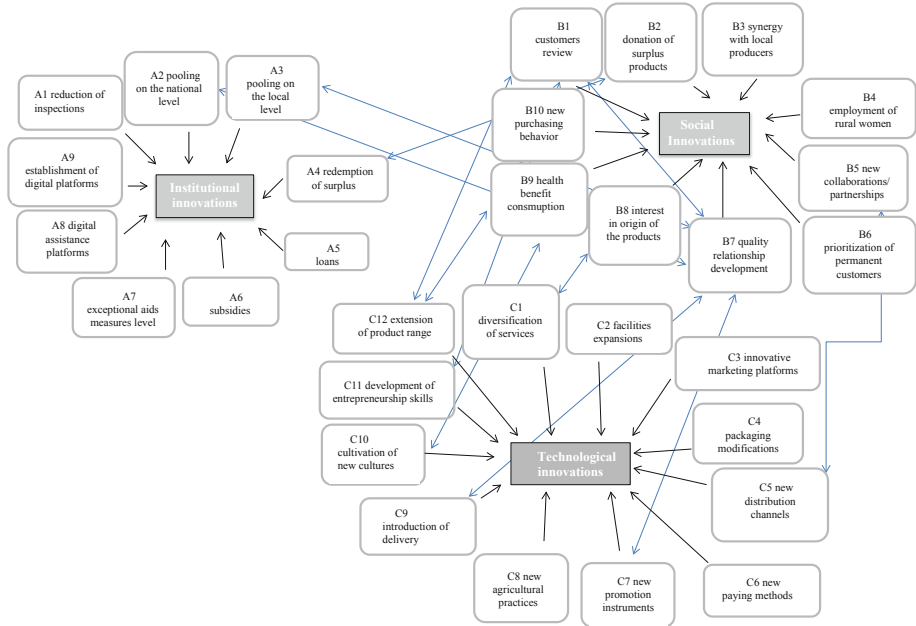 B1
customers
review
B2
donation of
surplus
products
B3 synergy
with local
producers
A1 reduction of
inspections
A2 pooling
on the national
level
A3
pooling on
the local
level
B10 new
purchasing
behavior
Social
Innovations
B4
employment of
rural women
A9
establishment of
digital platforms
Institutional
innovations
A4 redemption
of surplus
B9 health
benefit
consmuption
B8 interest
in origin of
the products
B5 new
collaborations/
partnerships
A8 digital
assistance
platforms
A5
loans
B7 quality
relationship
development
B6
prioritization of
permanent
customers
A7
exceptional aids
measures level
A6
subsidies
C12 extension
of product range
C1
diversification
of services
C2 facilities
expansions
C3 innovative
marketing platforms
C11 development of
entrepreneurship skills
C10
cultivation of
new cultures
Technological
innovations
C4
packaging
modifications
C5 new
distribution
channels
C9
introduction of
delivery
C8 new
agricultural
practices
C7 new
promotion
instruments
C6 new
paying methods